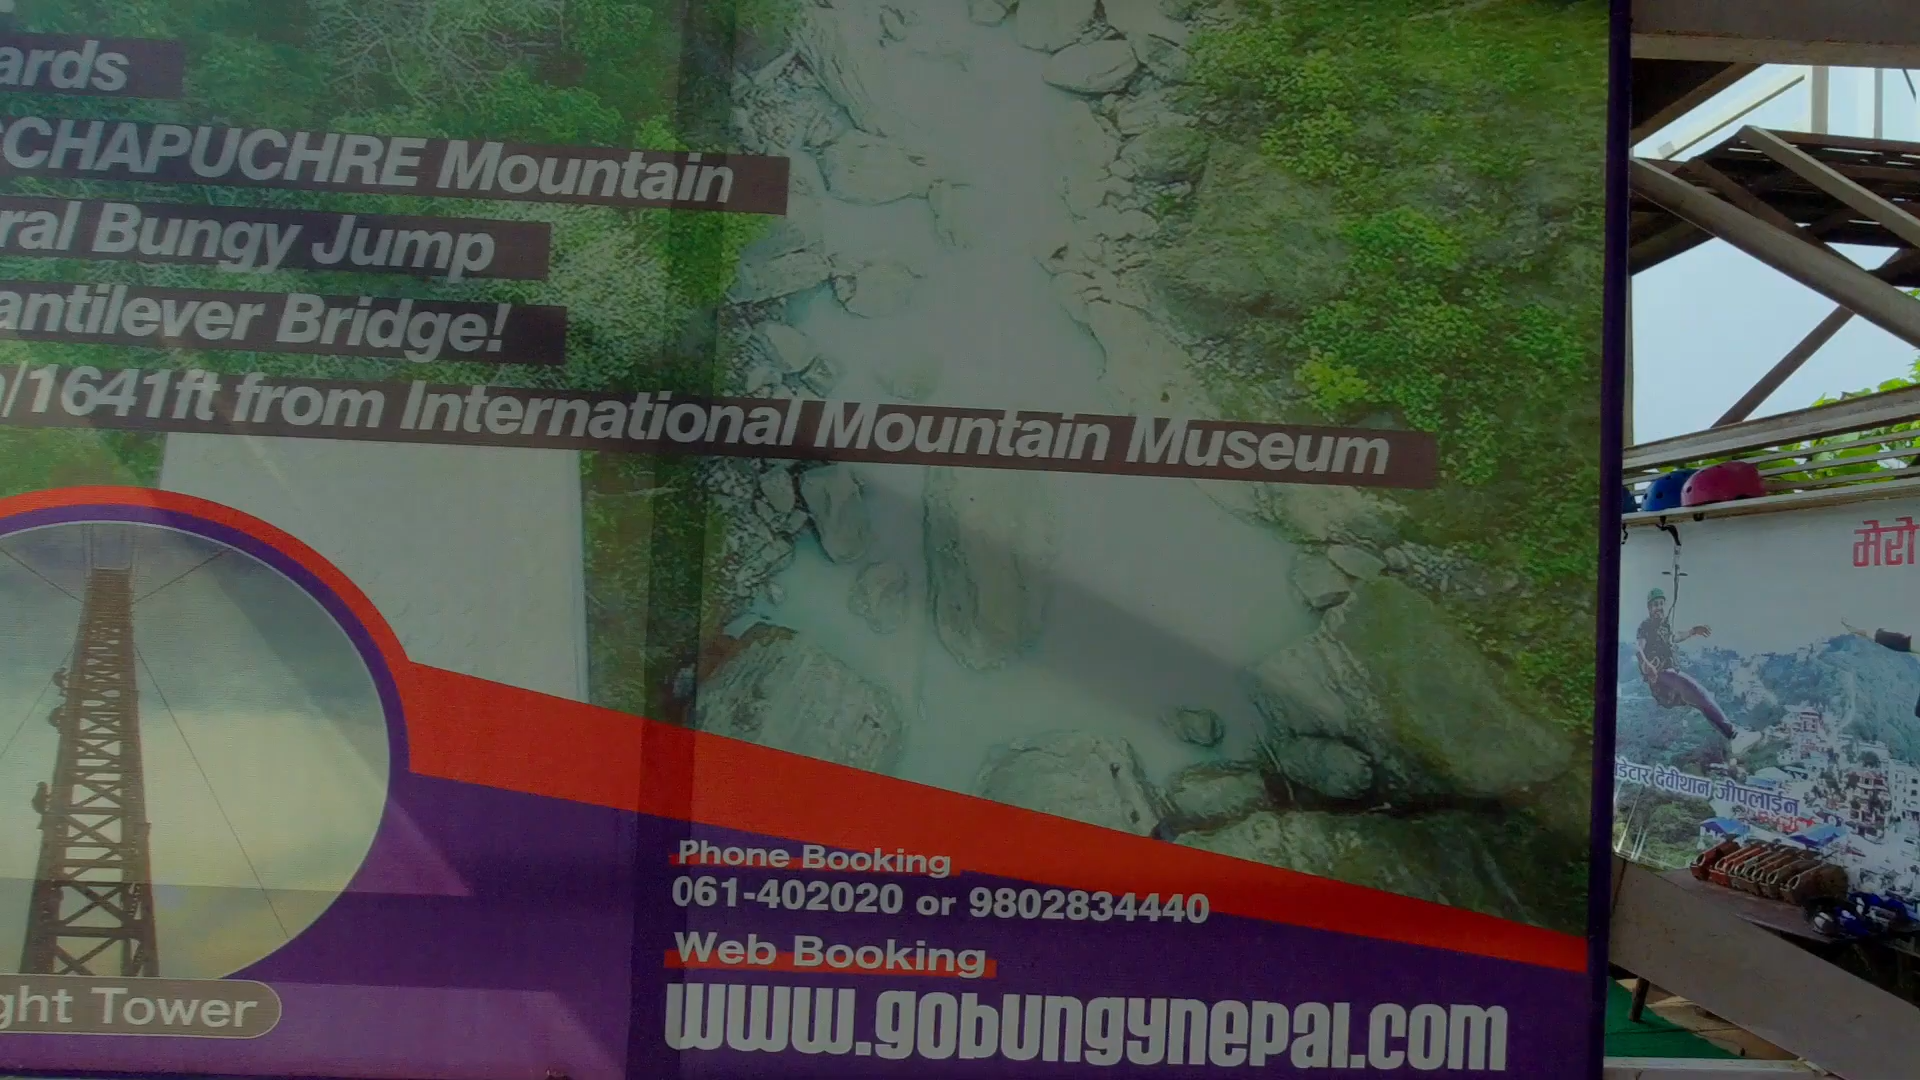 ards
CHAPUCHRE Mountain
ral Bungy Jump
antilever Bridge!
/1641ft from International Mountain Museum
ght Tower
Phone Booking
061-402020 or 9802834440
Web Booking
www.gobungynepal.com
मेरो
डेटार देवीथान जीपलाईन